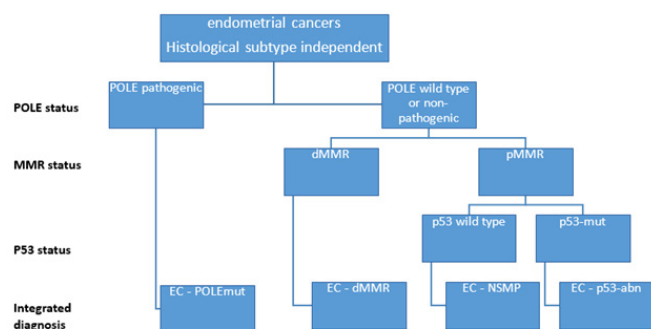 endometrial cancers
Histological subtype independent
POLE status
POLE pathogenic
POLE wild type
or non-
pathogenic
MMR status
dMMR
pMMR
P53 status
p53 wild type
p53-mut
Integrated
diagnosis
EC - POLEmut
EC - dMMR
EC - NSMP
EC - p53-abn